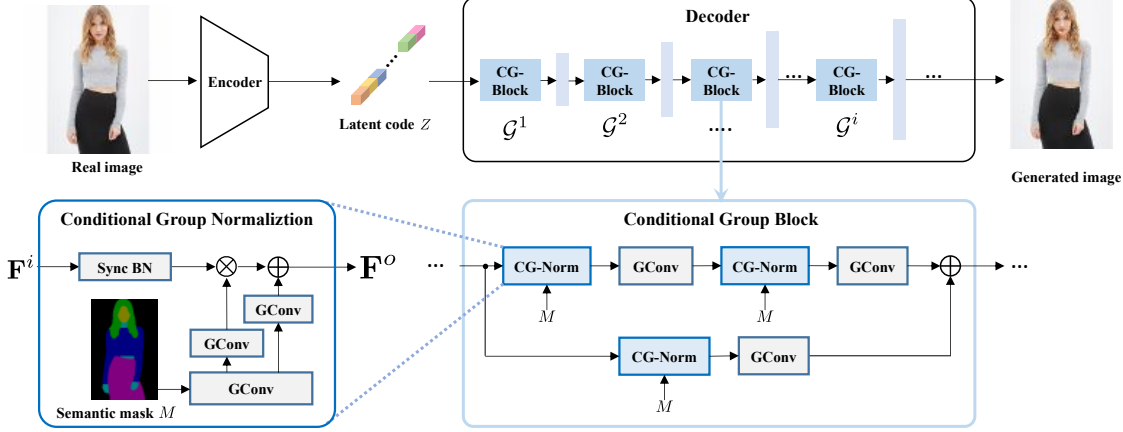 Decoder
Encoder
CG-
Block
CG-
Block
CG-
Block
...
CG-
Block
...
...
Latent code Z
𝒢¹
𝒢²
....
𝒢ⁱ
Real image
Generated image
Conditional Group Normaliztion
Conditional Group Block
Fⁱ
Sync BN
Fᵒ
...
CG-Norm
GConv
CG-Norm
GConv
...
M
M
GConv
GConv
GConv
CG-Norm
GConv
M
Semantic mask M